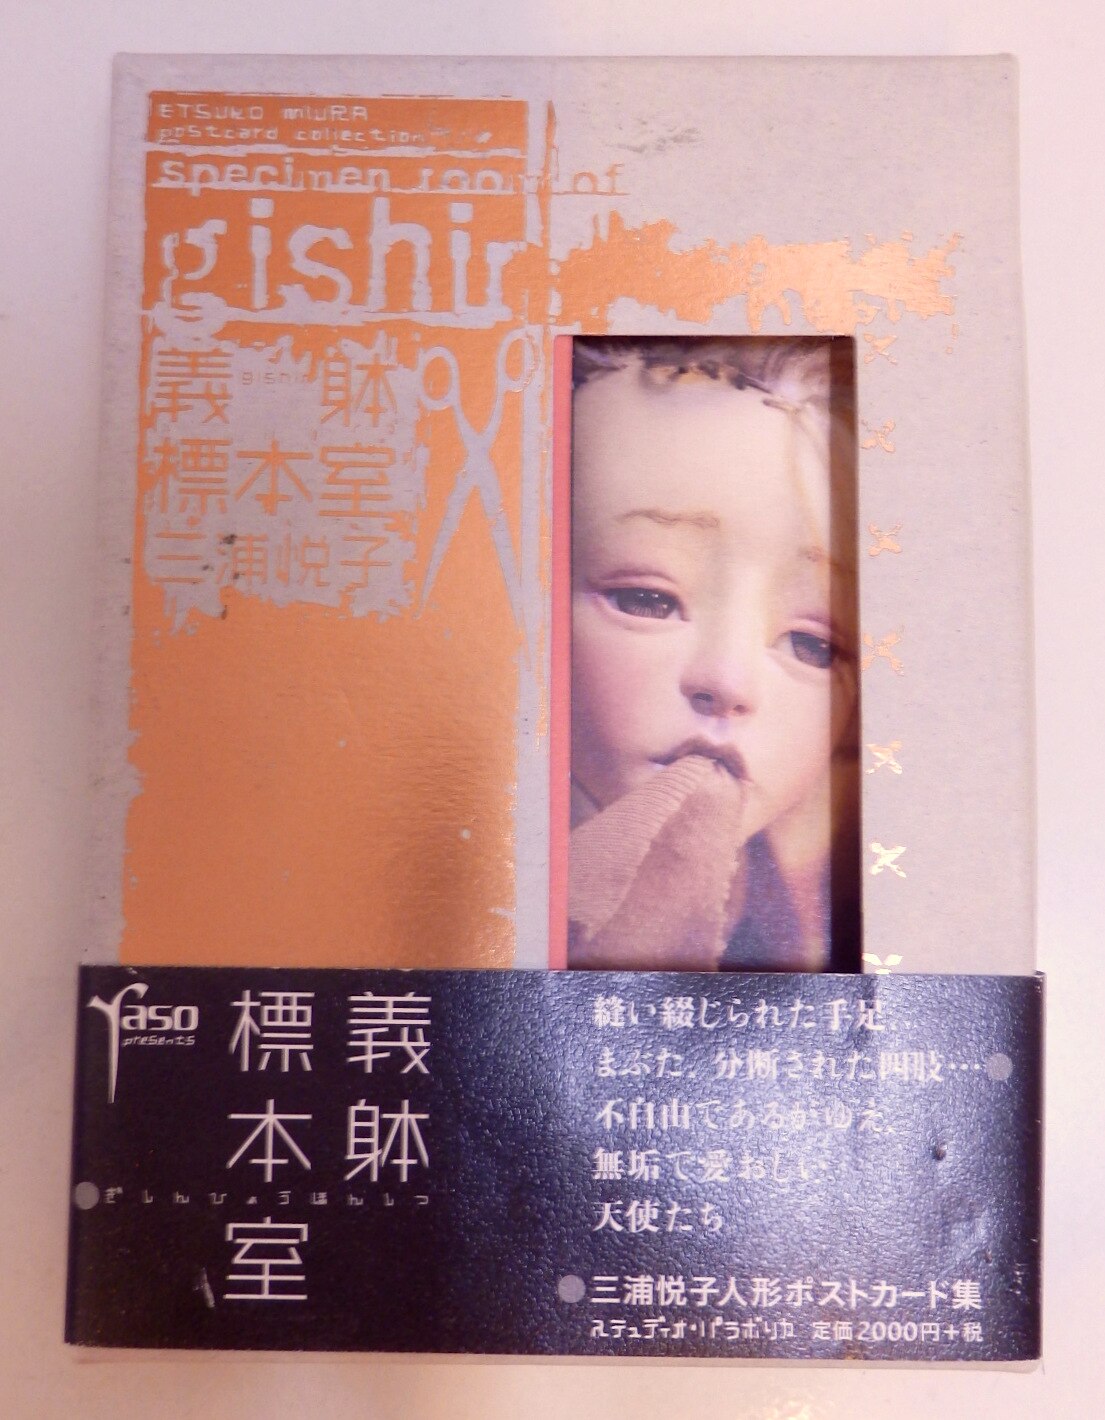 ETSUKO MIURA
postcard collection
specimen room of
gishin
義躰
gishin
標本室
三浦悦子
Yaso
presents
義躰
標本室
ぎしんひょうほんしつ
縫い綴じられた手足、
まぶた。分断された四肢…
不自由であるがゆえ、
無垢で愛おしい
天使たち
三浦悦子人形ポストカード集
ステュディオ・パラボリカ 定価2000円+税